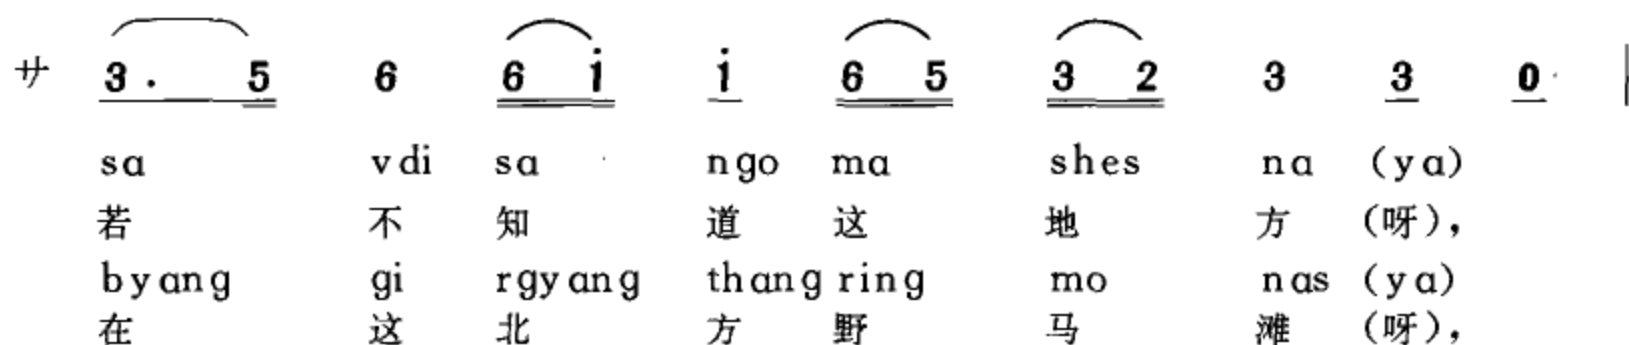 サ 3. 5 6 6 i i 6 5 3 2 3 3 0
sa vdi sa ngo ma shes na (ya)
若 不 知 道 这 地 方 (呀)，
byang gi rgyang thang ring mo nas (ya)
在 这 北 方 野 马 滩 (呀)，